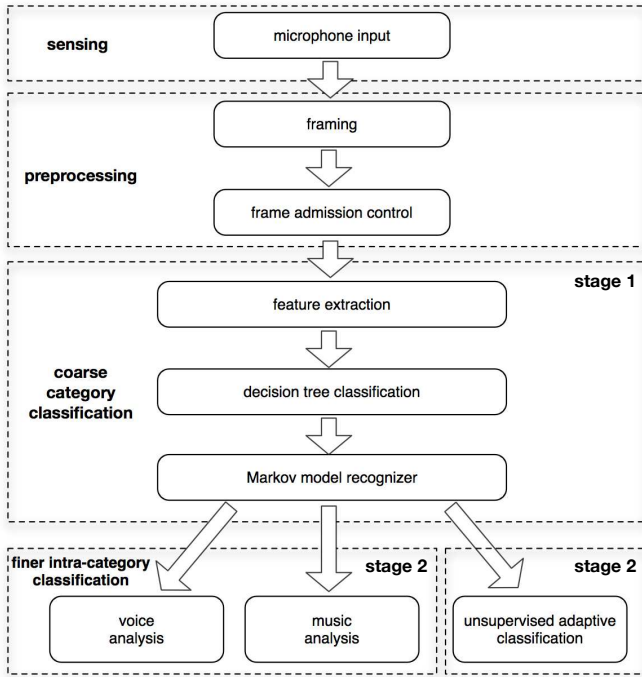 sensing
microphone input
framing
preprocessing
frame admission control
stage 1
feature extraction
coarse
category
classification
decision tree classification
Markov model recognizer
finer intra-category
classification
stage 2
stage 2
voice
analysis
music
analysis
unsupervised adaptive
classification